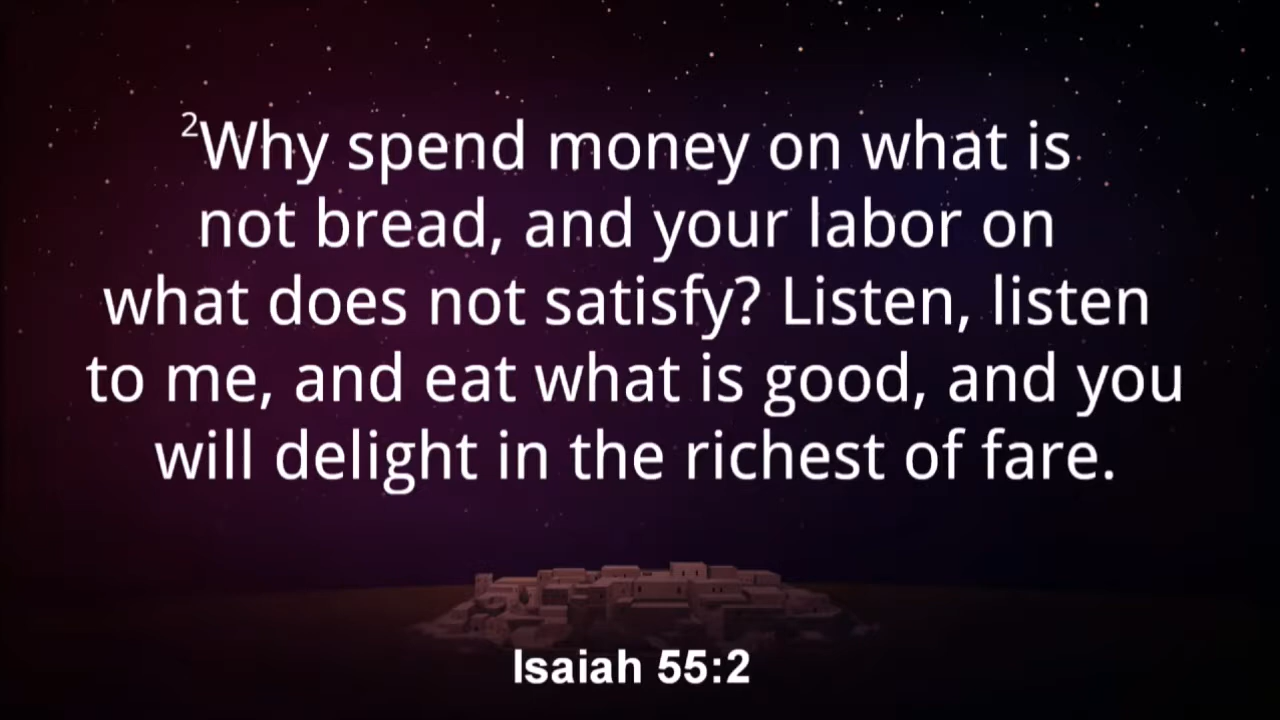 ²Why spend money on what is
not bread, and your labor on
what does not satisfy? Listen, listen
to me, and eat what is good, and you
will delight in the richest of fare.
Isaiah 55:2